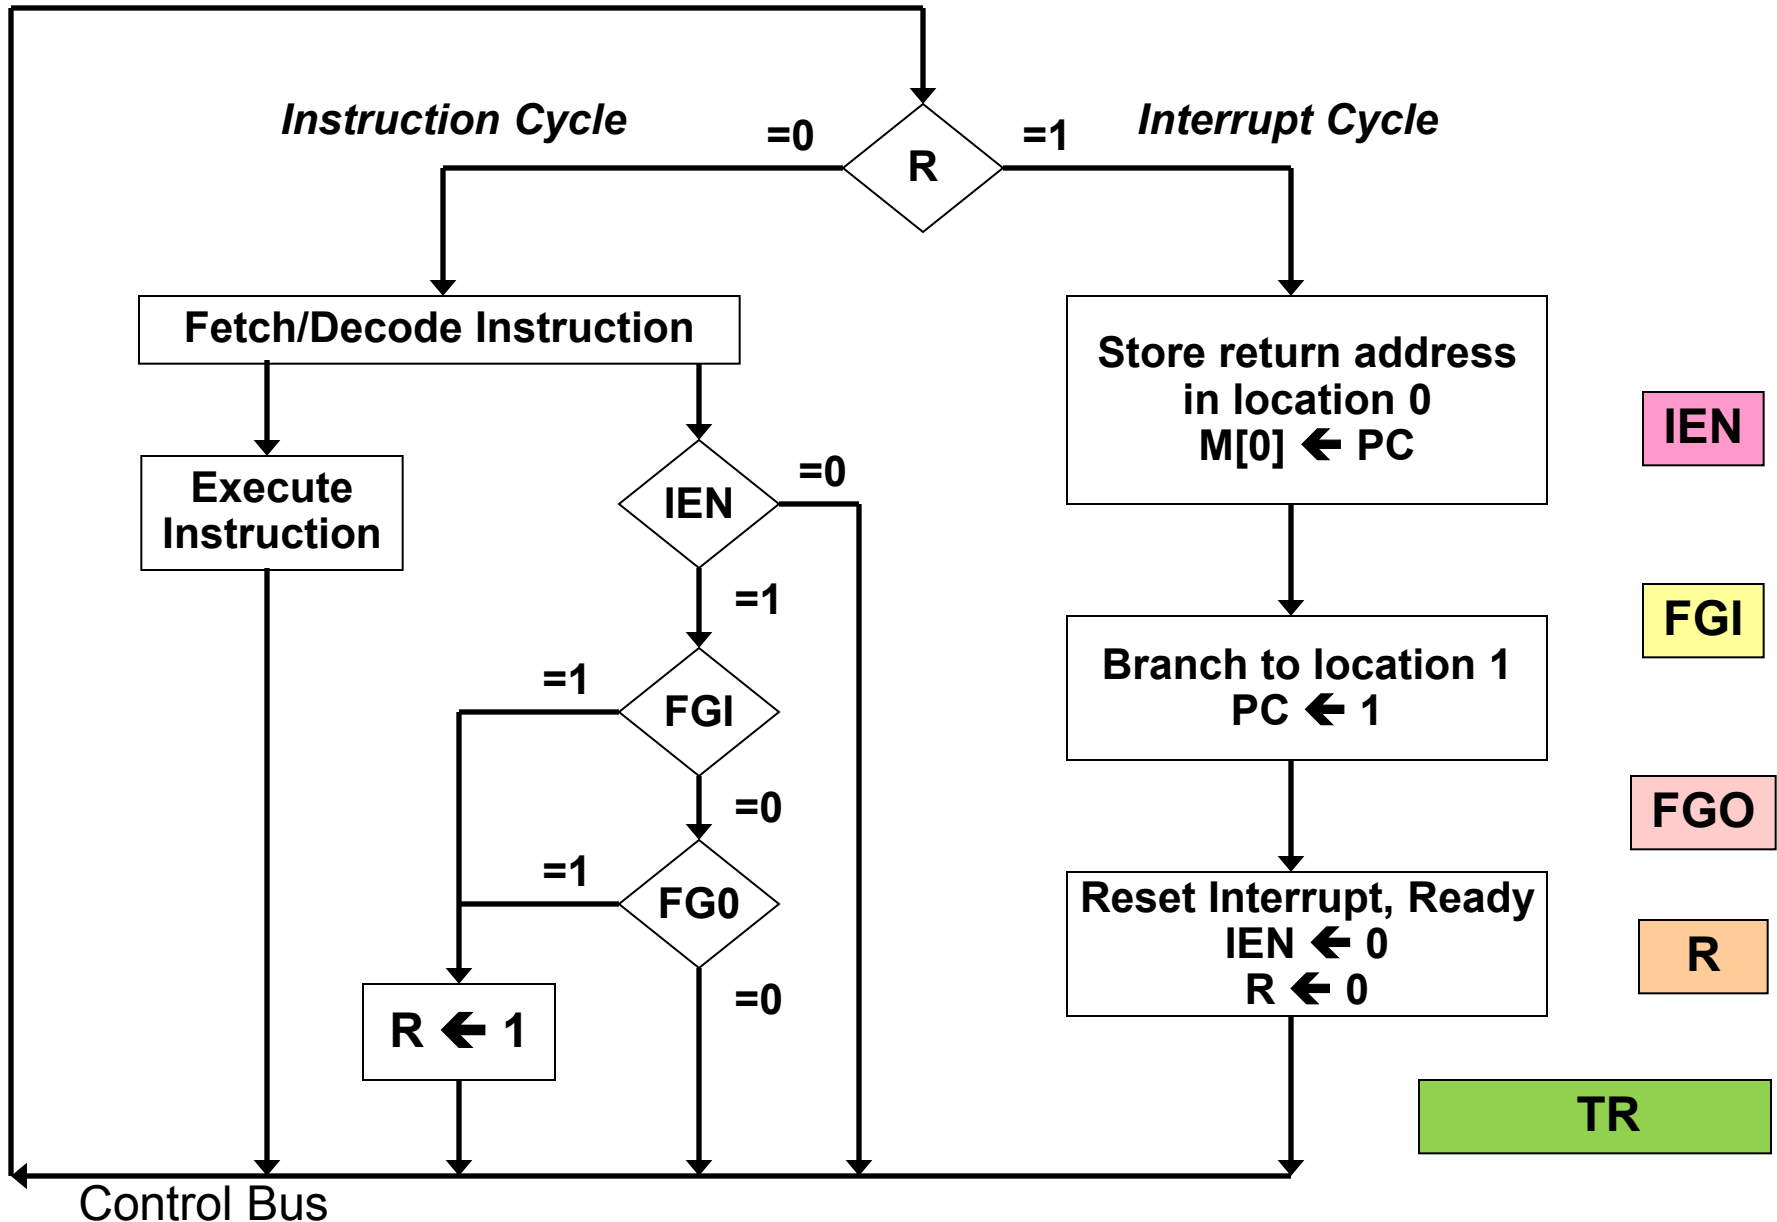 Instruction Cycle
=0
R
=1
Interrupt Cycle
Fetch/Decode Instruction
Execute
Instruction
IEN
=0
=1
FGI
=1
=0
FG0
=1
=0
R 🡸 1
Store return address
in location 0
M[0] 🡸 PC
Branch to location 1
PC 🡸 1
Reset Interrupt, Ready
IEN 🡸 0
R 🡸 0
IEN
FGI
FGO
R
TR
Control Bus